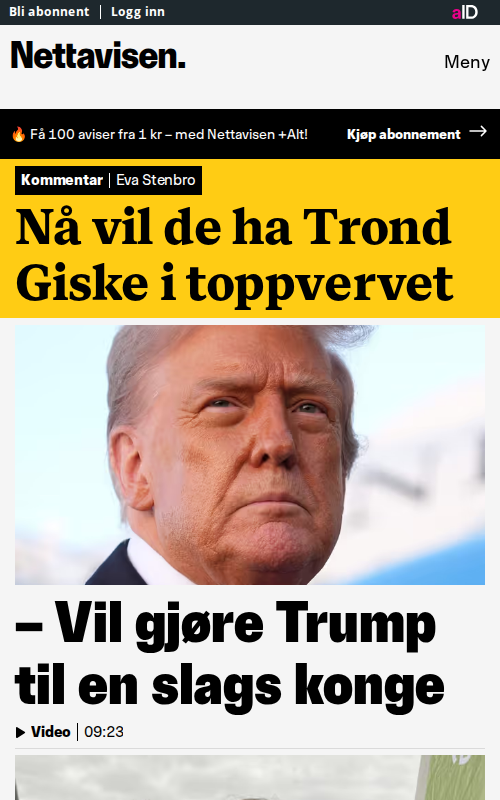 Bli abonnent | Logg inn
aID
Nettavisen.
Meny
🔥 Få 100 aviser fra 1 kr – med Nettavisen +Alt!
Kjøp abonnement →
Kommentar | Eva Stenbro
Nå vil de ha Trond
Giske i toppvervet
– Vil gjøre Trump
til en slags konge
Video | 09:23